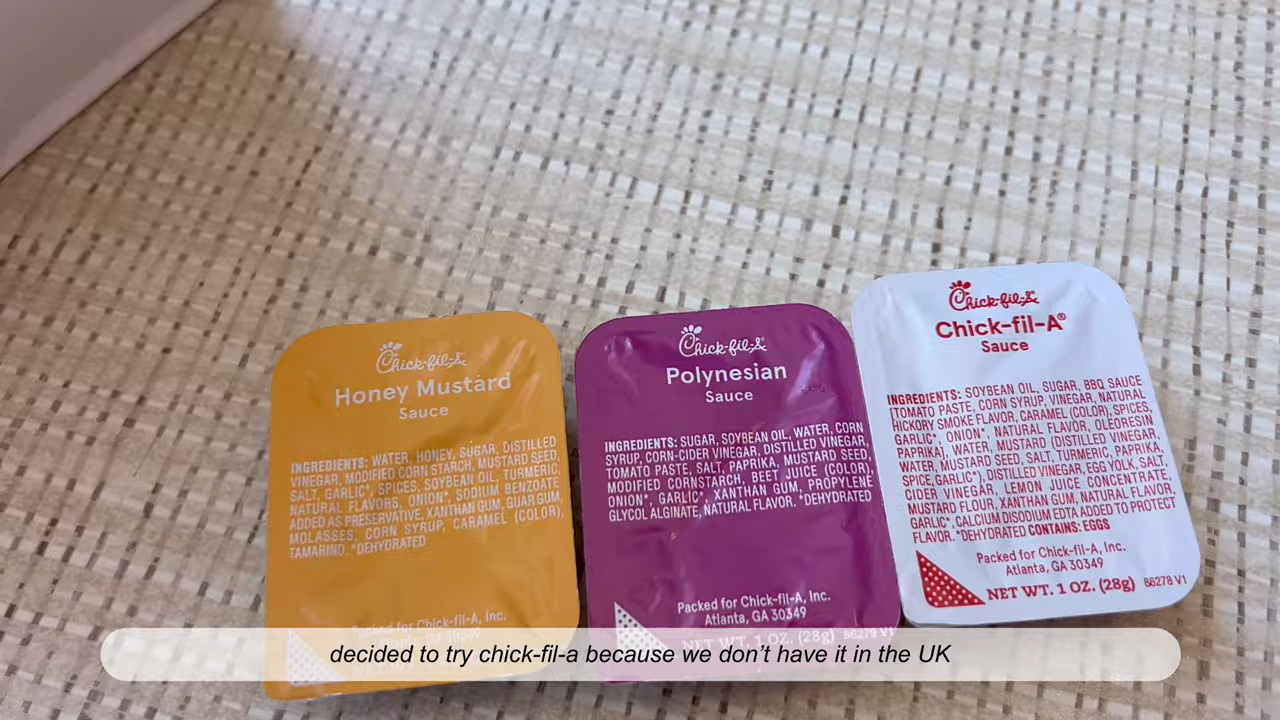 Chick-fil-A
Honey Mustard
Sauce
INGREDIENTS: WATER, HONEY, SUGAR, DISTILLED
VINEGAR, MODIFIED CORN STARCH, MUSTARD SEED,
SALT, GARLIC*, SPICES, SOYBEAN OIL, TURMERIC,
NATURAL FLAVORS, ONION*, SODIUM BENZOATE
ADDED AS PRESERVATIVE, XANTHAN GUM, GUAR GUM,
MOLASSES, CORN SYRUP, CARAMEL (COLOR),
TAMARIND. *DEHYDRATED
Packed for Chick-fil-A, Inc.
Chick-fil-A®
Polynesian
Sauce
INGREDIENTS: SUGAR, SOYBEAN OIL, WATER, CORN
SYRUP, CORN-CIDER VINEGAR, DISTILLED VINEGAR,
TOMATO PASTE, SALT, PAPRIKA, MUSTARD SEED,
MODIFIED CORNSTARCH, BEET JUICE (COLOR),
ONION*, GARLIC*, XANTHAN GUM, PROPYLENE
GLYCOL ALGINATE, NATURAL FLAVOR. *DEHYDRATED
Packed for Chick-fil-A, Inc.
Atlanta, GA 30349
NET WT. 1 OZ. (28g) B6279 V1
Chick-fil-A®
Chick-fil-A®
Sauce
INGREDIENTS: SOYBEAN OIL, SUGAR, BBQ SAUCE
(TOMATO PASTE, CORN SYRUP, VINEGAR, NATURAL
HICKORY SMOKE FLAVOR, CARAMEL (COLOR), SPICES,
GARLIC*, ONION*, NATURAL FLAVOR, OLEORESIN
PAPRIKA), WATER, MUSTARD (DISTILLED VINEGAR,
WATER, MUSTARD SEED, SALT, TURMERIC, PAPRIKA,
SPICE, GARLIC*), DISTILLED VINEGAR, EGG YOLK, SALT,
CIDER VINEGAR, LEMON JUICE CONCENTRATE,
MUSTARD FLOUR, XANTHAN GUM, NATURAL FLAVOR,
GARLIC*, CALCIUM DISODIUM EDTA ADDED TO PROTECT
FLAVOR. *DEHYDRATED CONTAINS: EGGS
Packed for Chick-fil-A, Inc.
Atlanta, GA 30349
NET WT. 1 OZ. (28g) B6278 V1
decided to try chick-fil-a because we don't have it in the UK